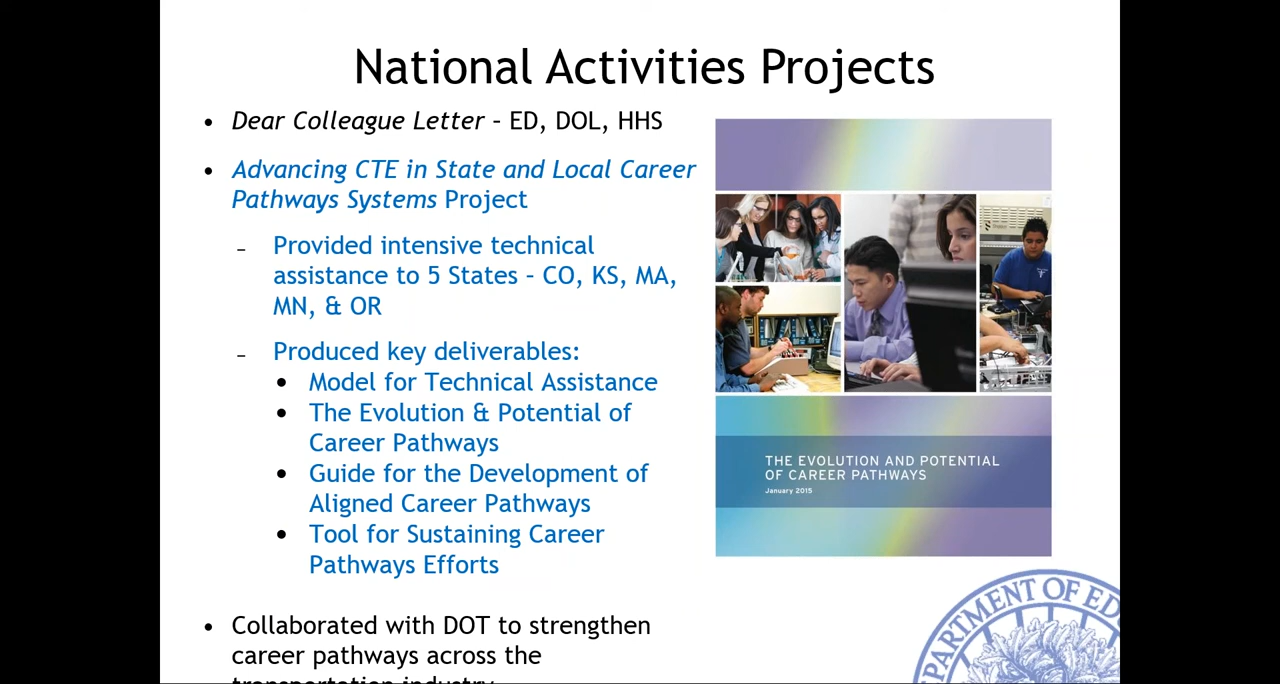 National Activities Projects
• Dear Colleague Letter – ED, DOL, HHS
• Advancing CTE in State and Local Career
Pathways Systems Project
– Provided intensive technical
assistance to 5 States – CO, KS, MA,
MN, & OR
– Produced key deliverables:
• Model for Technical Assistance
• The Evolution & Potential of
Career Pathways
• Guide for the Development of
Aligned Career Pathways
• Tool for Sustaining Career
Pathways Efforts
• Collaborated with DOT to strengthen
career pathways across the
transportation industry
THE EVOLUTION AND POTENTIAL
OF CAREER PATHWAYS
January 2015
PARTMENT OF ED